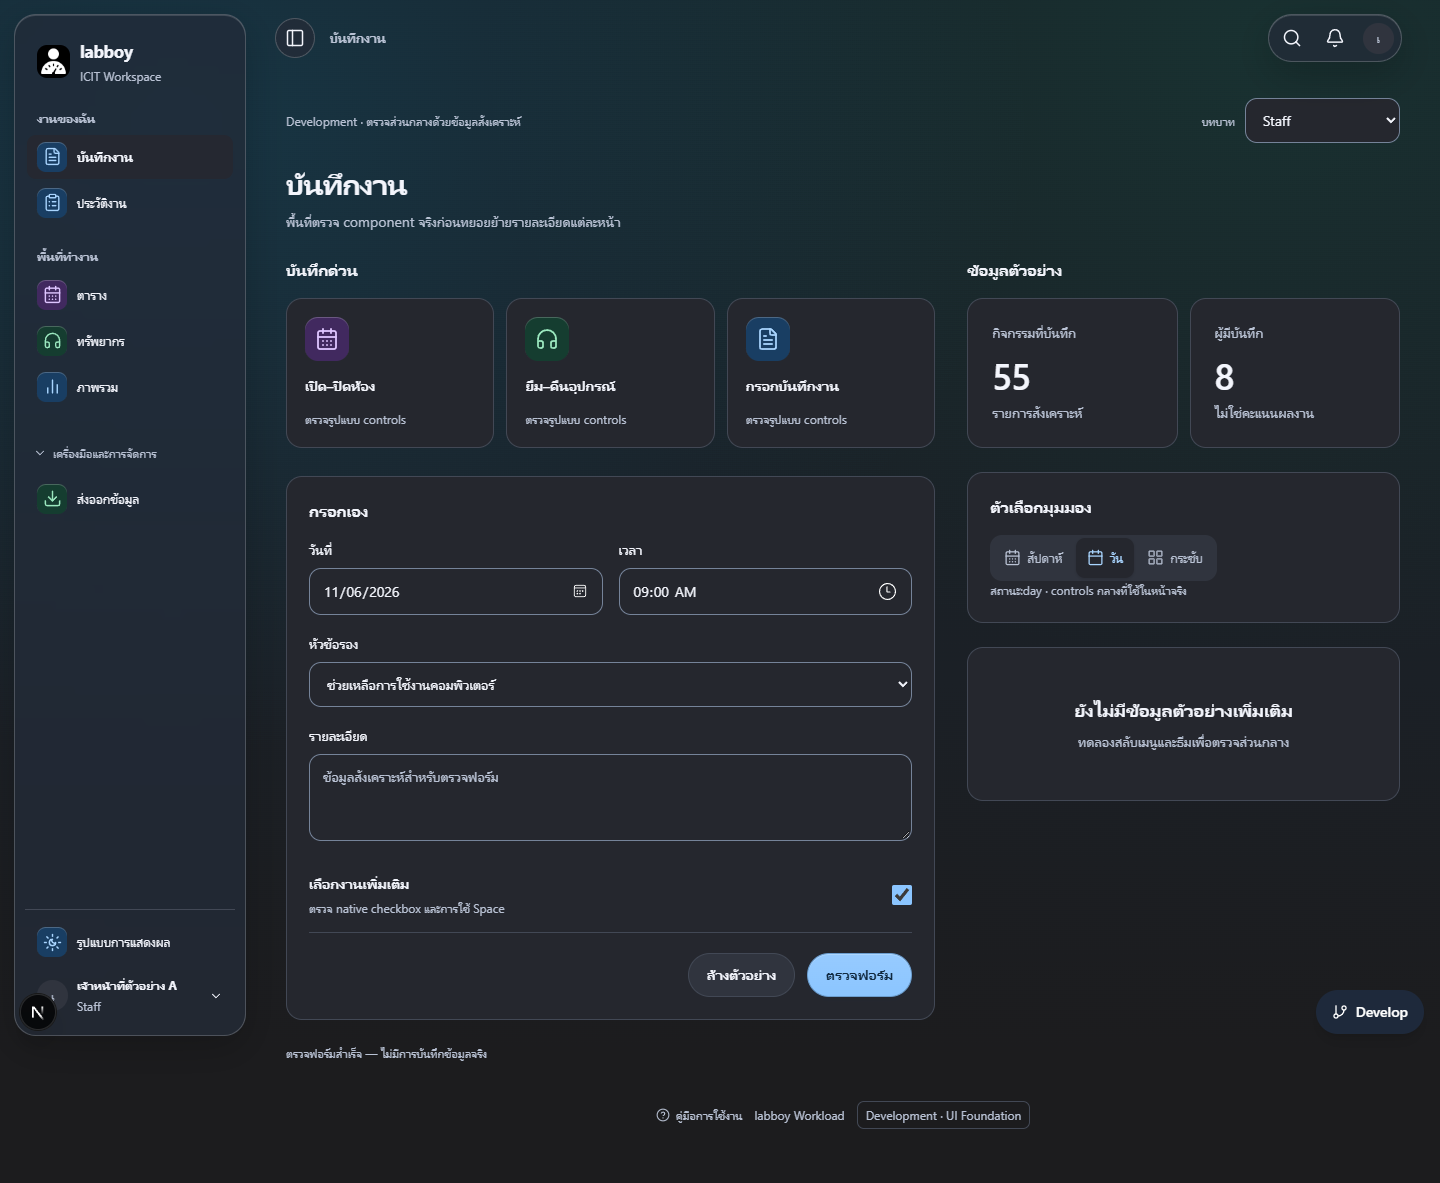 labboy
ICIT Workspace
งานของฉัน
บันทึกงาน
ประวัติงาน
พื้นที่ทำงาน
ตาราง
ทรัพยากร
ภาพรวม
เครื่องมือและการจัดการ
ส่งออกข้อมูล
รูปแบบการแสดงผล
เจ้าหน้าที่ตัวอย่าง A
Staff
N
บันทึกงาน
Development · ตรวจส่วนกลางด้วยข้อมูลสังเคราะห์
บทบาท
Staff
บันทึกงาน
พื้นที่ตรวจ component จริงก่อนทยอยย้ายรายละเอียดแต่ละหน้า
บันทึกด่วน
เปิด–ปิดห้อง
ตรวจรูปแบบ controls
ยืม–คืนอุปกรณ์
ตรวจรูปแบบ controls
กรอกบันทึกงาน
ตรวจรูปแบบ controls
ข้อมูลตัวอย่าง
กิจกรรมที่บันทึก
55
รายการสังเคราะห์
ผู้มีบันทึก
8
ไม่ใช่คะแนนผลงาน
กรอกเอง
วันที่
11/06/2026
เวลา
09:00 AM
หัวข้อรอง
ช่วยเหลือการใช้งานคอมพิวเตอร์
รายละเอียด
ข้อมูลสังเคราะห์สำหรับตรวจฟอร์ม
เลือกงานเพิ่มเติม
ตรวจ native checkbox และการใช้ Space
ล้างตัวอย่าง
ตรวจฟอร์ม
ตัวเลือกมุมมอง
สัปดาห์
วัน
กระชับ
สถานะ:day · controls กลางที่ใช้ในหน้าจริง
ยังไม่มีข้อมูลตัวอย่างเพิ่มเติม
ทดลองสลับเมนูและธีมเพื่อตรวจส่วนกลาง
Develop
ตรวจฟอร์มสำเร็จ — ไม่มีการบันทึกข้อมูลจริง
คู่มือการใช้งาน
labboy Workload
Development · UI Foundation